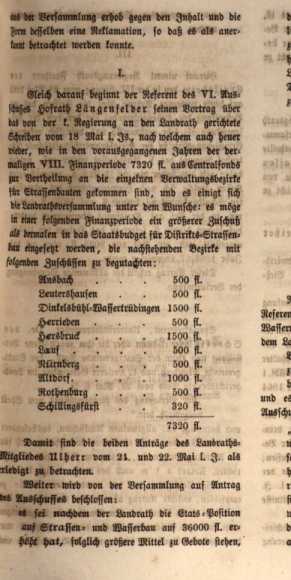 aus der Versammlung erhob gegen den Inhalt und die
Form desselben eine Reklamation, so daß es als aner-
kannt betrachtet werden konnte.
I.
Gleich darauf beginnt der Referent des VI. Aus-
schußes Hofrath Längenfelder seinen Vortrag über
das von der k. Regierung an den Landrath gerichtete
Schreiben vom 18 Mai l. Js., nach welchem auch heuer
wieder, wie in den vorausgegangenen Jahren der der-
maligen VIII. Finanzperiode 7320 fl. aus Centralfonds
zur Vertheilung an die einzelnen Verwaltungsbezirke
für Strassenbauten gekommen sind, und es einigt sich
die Landrathsversammlung unter dem Wunsche: es möge
in einer folgenden Finanzperiode ein größerer Zuschuß
als dermalen in das Staatsbudget für Distrikts-Strassen-
bau eingesetzt werden, die nachstehenden Bezirke mit
folgenden Zuschüssen zu begutachten:
Ansbach . . . 500 fl.
Leutershausen . . . 500 fl.
Dinkelsbühl-Wassertrüdingen 1500 fl.
Herrieden . . . 500 fl.
Hersbruck . . . 1500 fl.
Lauf . . . . 500 fl.
Nürnberg . . . 500 fl.
Altdorf . . . 1000 fl.
Rothenburg . . . 500 fl.
Schillingsfürst . . . 320 fl.
7320 fl.
Damit sind die beiden Anträge des Landraths-
Mitgliedes Ulherr vom 21. und 22. Mai l. J. als
erledigt zu betrachten.
Weiter wird von der Versammlung auf Antrag
des Ausschusses beschlossen:
es sei nachdem der Landrath die Etats-Position
auf Strassen- und Wasserbau auf 36000 fl. er-
höht hat, folglich größere Mittel zu Gebote stehen,
Referen
Wasser
dem La
und es
Ausschu